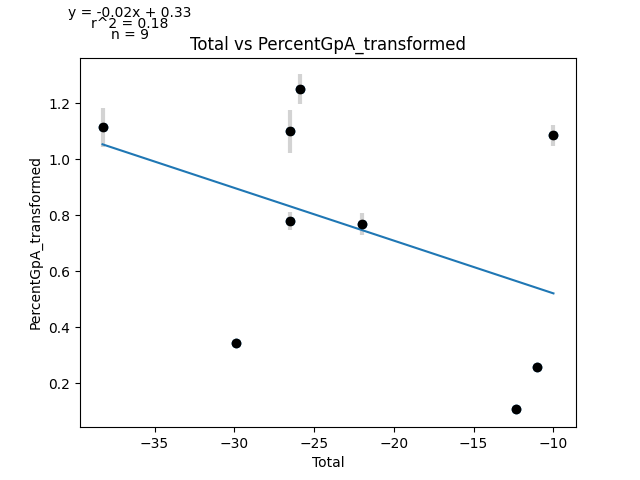 y = -0.02x + 0.33
r^2 = 0.18
n = 9
Total vs PercentGpA_transformed
PercentGpA_transformed
1.2
1.0
0.8
0.6
0.4
0.2
−35 −30 −25 −20 −15 −10
Total